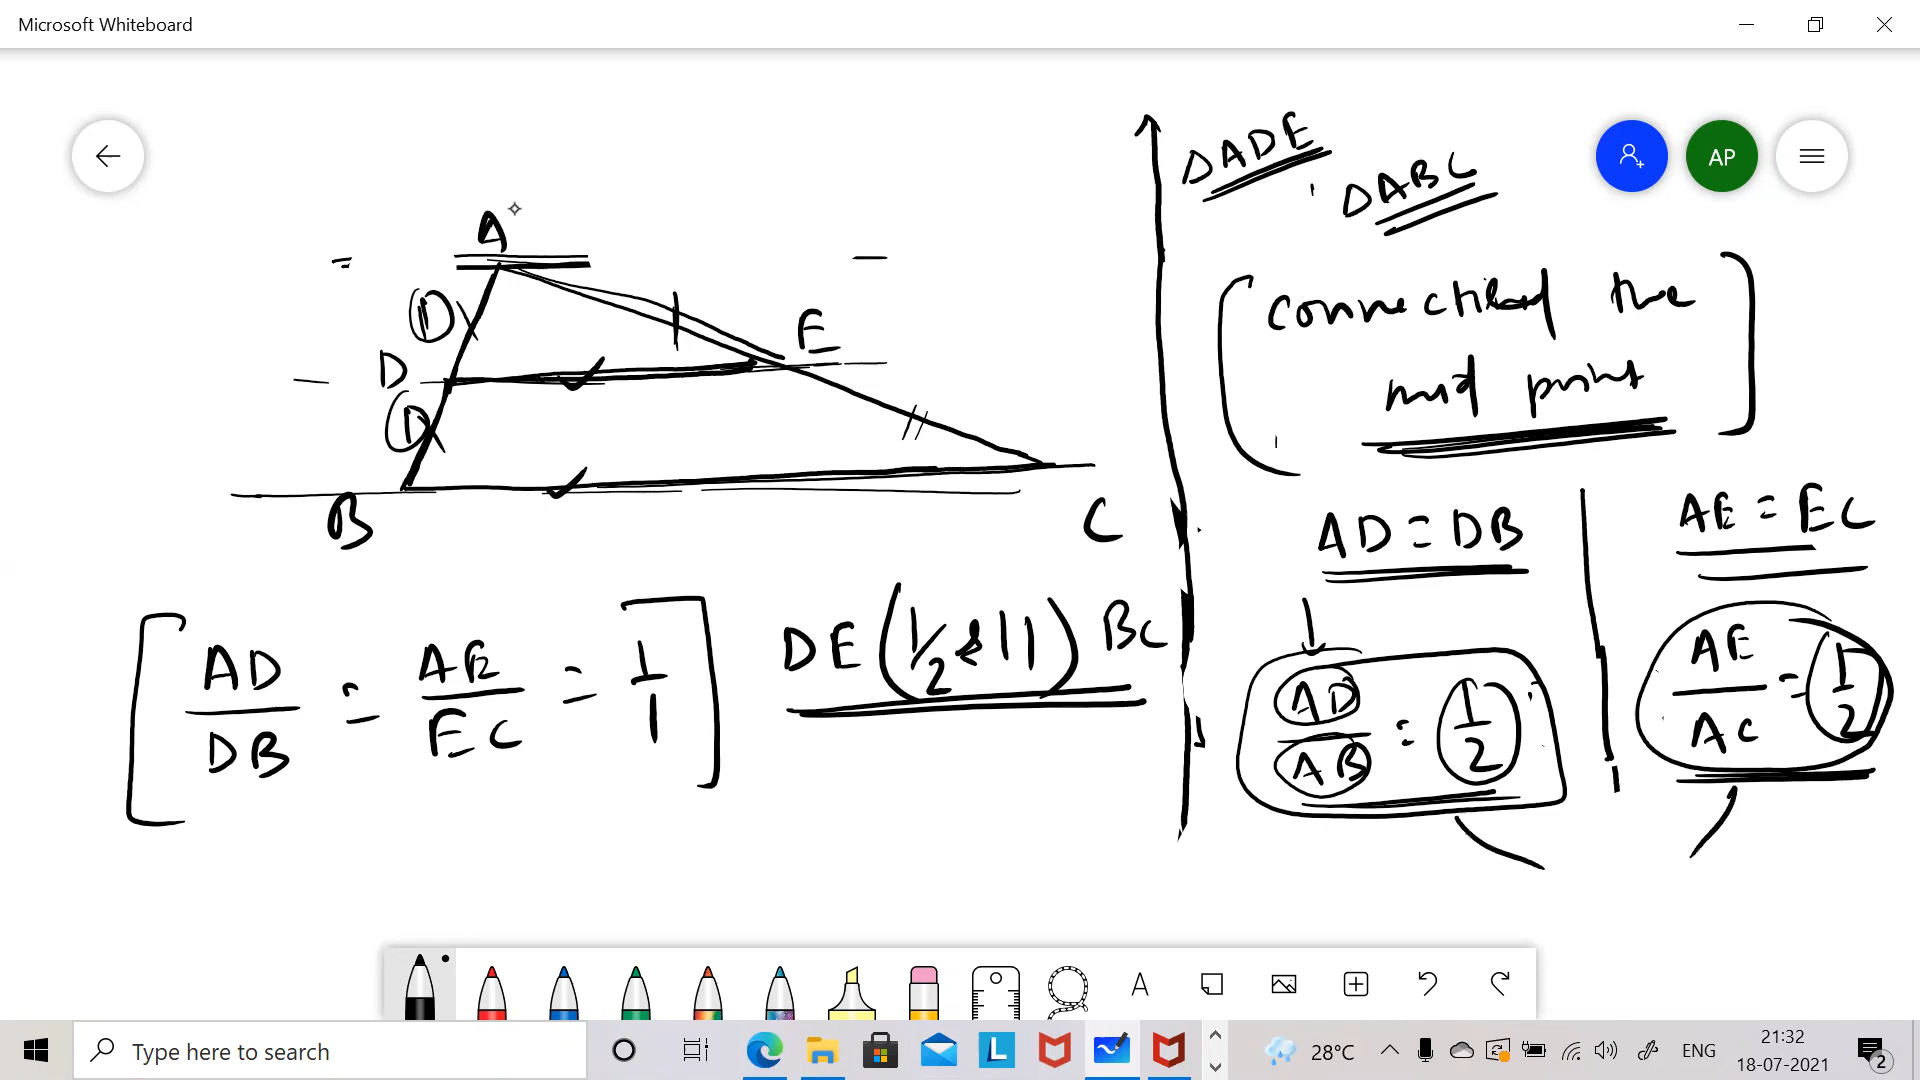 Microsoft Whiteboard
AP
A
D
D
E
D
B
C
AD/DB = AE/EC = 1/1
DE (1/2 & ||) BC
ΔADE, ΔABC
the
mid point
AD = DB
AE = EC
AD/AB = 1/2
AE/AC = 1/2
A
Type here to search
L
28°C
ENG
21:32
18-07-2021
2